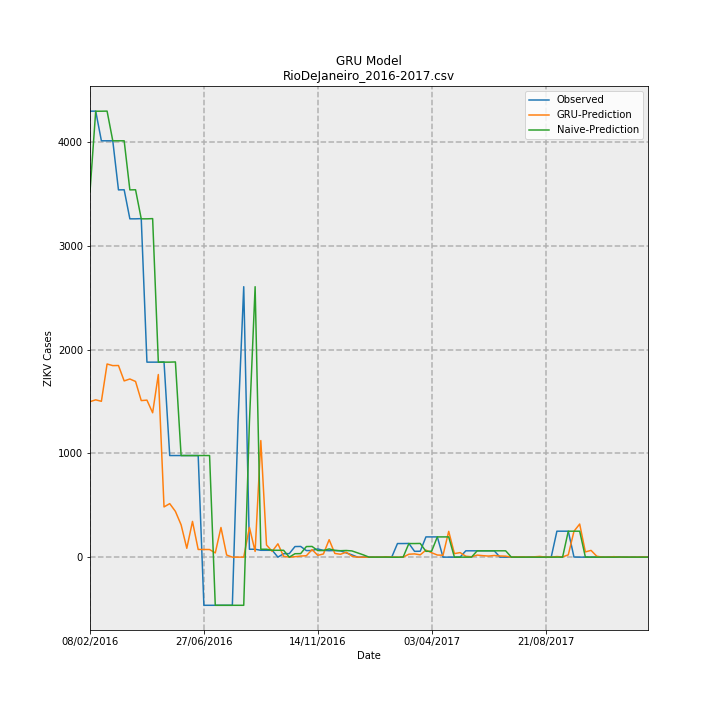 GRU Model
RioDeJaneiro_2016-2017.csv
Observed
GRU-Prediction
Naive-Prediction
4000
3000
2000
1000
0
ZIKV Cases
08/02/2016
27/06/2016
14/11/2016
03/04/2017
21/08/2017
Date